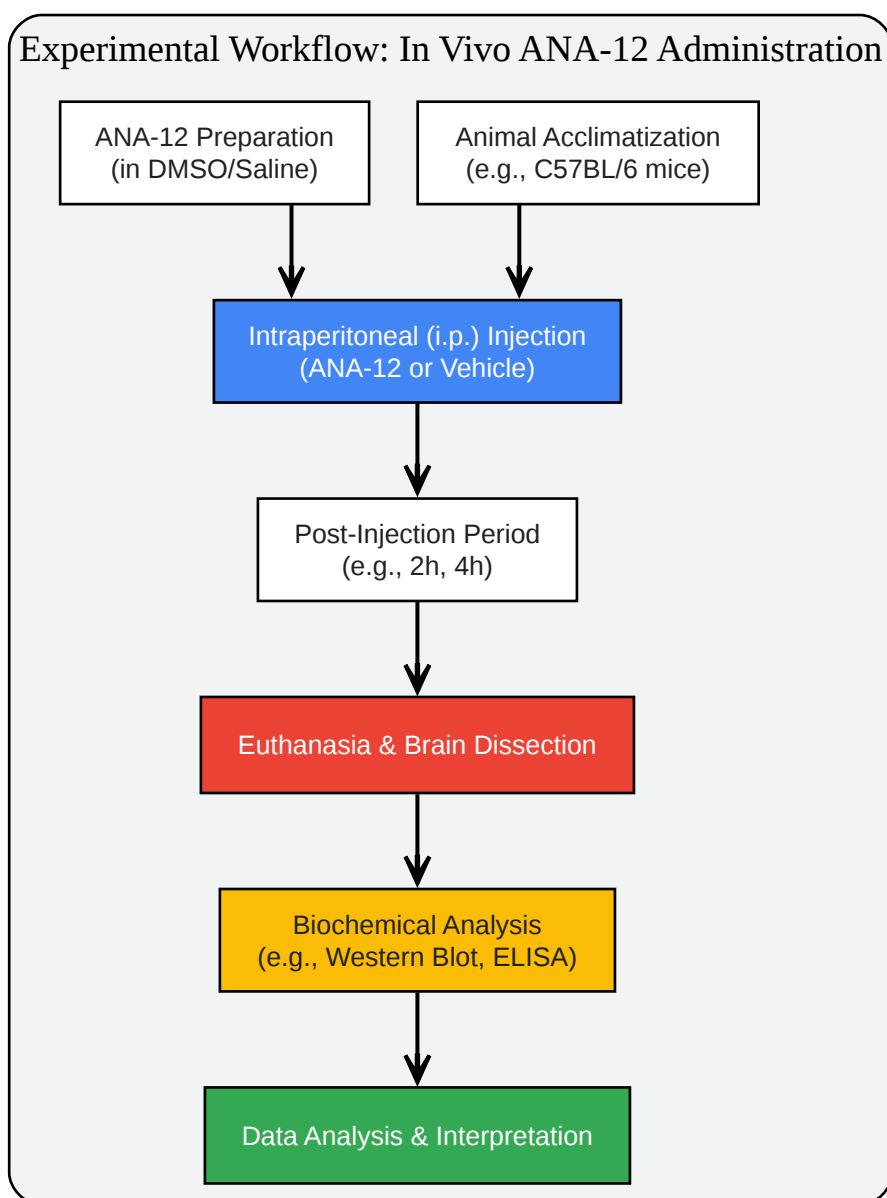 Experimental Workflow: In Vivo ANA-12 Administration
ANA-12 Preparation
(in DMSO/Saline)
Animal Acclimatization
(e.g., C57BL/6 mice)
Intraperitoneal (i.p.) Injection
(ANA-12 or Vehicle)
Post-Injection Period
(e.g., 2h, 4h)
Euthanasia & Brain Dissection
Biochemical Analysis
(e.g., Western Blot, ELISA)
Data Analysis & Interpretation